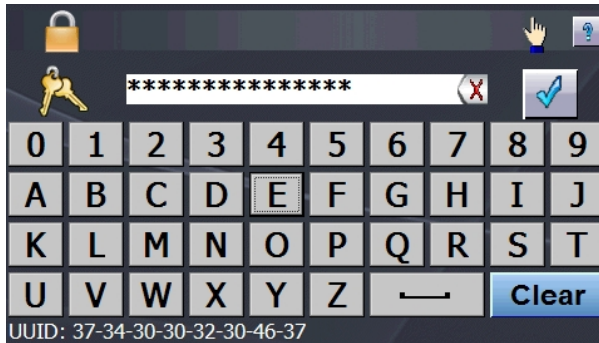 ***************
0 1 2 3 4 5 6 7 8 9
A B C D E F G H I J
K L M N O P Q R S T
U V W X Y Z Clear
UUID: 37-34-30-30-32-30-46-37